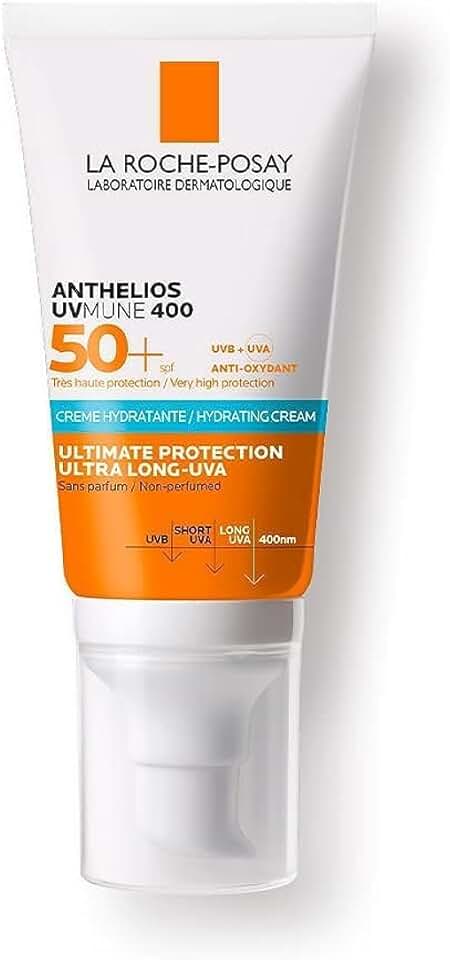 LA ROCHE-POSAY
LABORATOIRE DERMATOLOGIQUE
ANTHELIOS
UVMUNE 400
50+ spf
UVB + UVA
ANTI-OXYDANT
Très haute protection / Very high protection
CREME HYDRATANTE / HYDRATING CREAM
ULTIMATE PROTECTION
ULTRA LONG-UVA
Sans parfum / Non-perfumed
UVB
SHORT
UVA
LONG
UVA
400nm